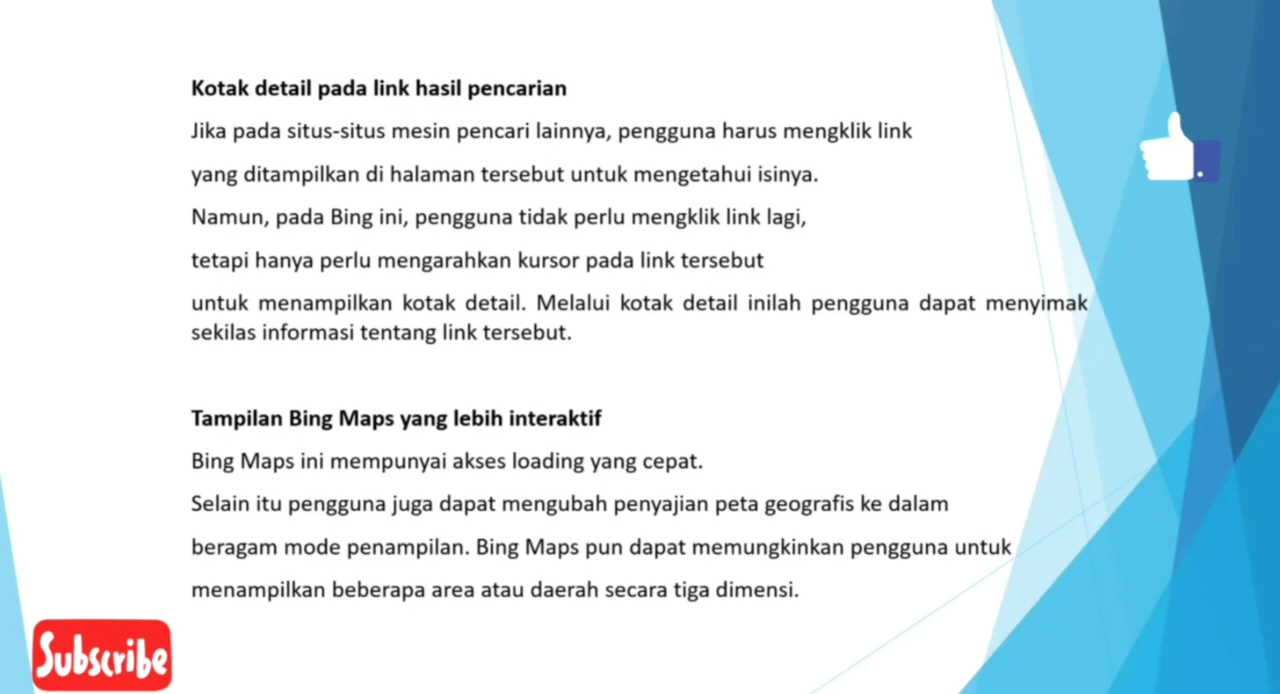 Kotak detail pada link hasil pencarian
Jika pada situs-situs mesin pencari lainnya, pengguna harus mengklik link
yang ditampilkan di halaman tersebut untuk mengetahui isinya.
Namun, pada Bing ini, pengguna tidak perlu mengklik link lagi,
tetapi hanya perlu mengarahkan kursor pada link tersebut
untuk menampilkan kotak detail. Melalui kotak detail inilah pengguna dapat menyimak
sekilas informasi tentang link tersebut.
Tampilan Bing Maps yang lebih interaktif
Bing Maps ini mempunyai akses loading yang cepat.
Selain itu pengguna juga dapat mengubah penyajian peta geografis ke dalam
beragam mode penampilan. Bing Maps pun dapat memungkinkan pengguna untuk
menampilkan beberapa area atau daerah secara tiga dimensi.
Subscribe